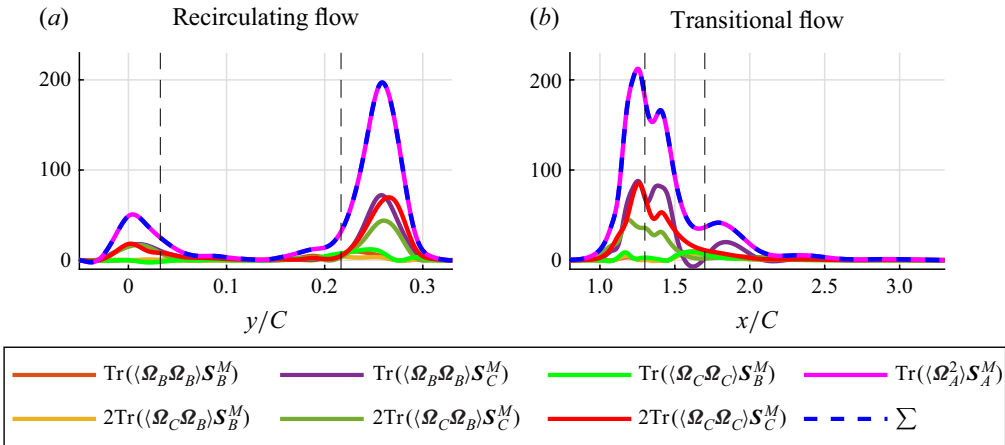 (a) Recirculating flow
(b) Transitional flow
200
100
0
0 0.1 0.2 0.3
y/C
200
100
0
1.0 1.5 2.0 2.5 3.0
x/C
Tr(⟨Ω_BΩ_B⟩S_B^M) Tr(⟨Ω_BΩ_B⟩S_C^M) Tr(⟨Ω_CΩ_C⟩S_B^M) Tr(⟨Ω_A^2⟩S_A^M)
2Tr(⟨Ω_CΩ_B⟩S_B^M) 2Tr(⟨Ω_CΩ_B⟩S_C^M) 2Tr(⟨Ω_CΩ_C⟩S_C^M) ∑